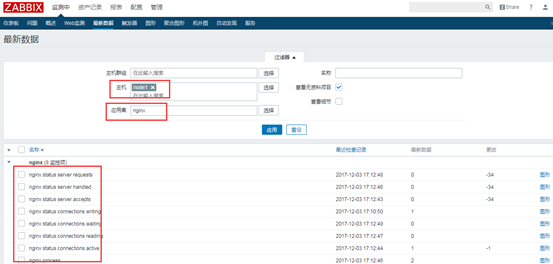 ZABBIX 监测中 资产记录 报表 配置 管理 Share ?
仪表板 问题 概述 Web监测 最新数据 触发器 图形 聚合图形 拓扑图 自动发现 服务
最新数据
过滤器
主机群组 在此输入搜索 选择 名称
主机 node1 选择 查看无资料项目
在此输入搜索
查看细节
应用集 nginx 选择
应用 重设
名称 最近检查记录 最新数据 更改
nginx (8 监控项)
nginx status server requests 2017-12-03 17:12:48 0 -34 图形
nginx status server handled 2017-12-03 17:12:46 0 -34 图形
nginx status server accepts 2017-12-03 17:12:43 0 -34 图形
nginx status connections writing 2017-12-03 17:10:50 1 图形
nginx status connections waiting 2017-12-03 17:12:49 0 图形
nginx status connections reading 2017-12-03 17:12:47 0 图形
nginx status connections active 2017-12-03 17:12:44 1 -1 图形
nginx process 2017-12-03 17:12:46 2 图形